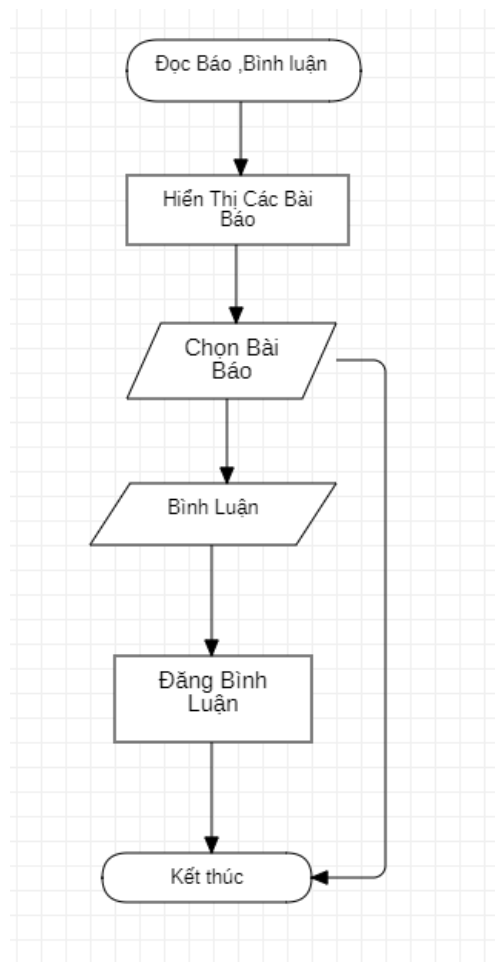 Đọc Báo ,Bình luận
Hiển Thị Các Bài
Báo
Chọn Bài
Báo
Bình Luận
Đăng Bình
Luận
Kết thúc